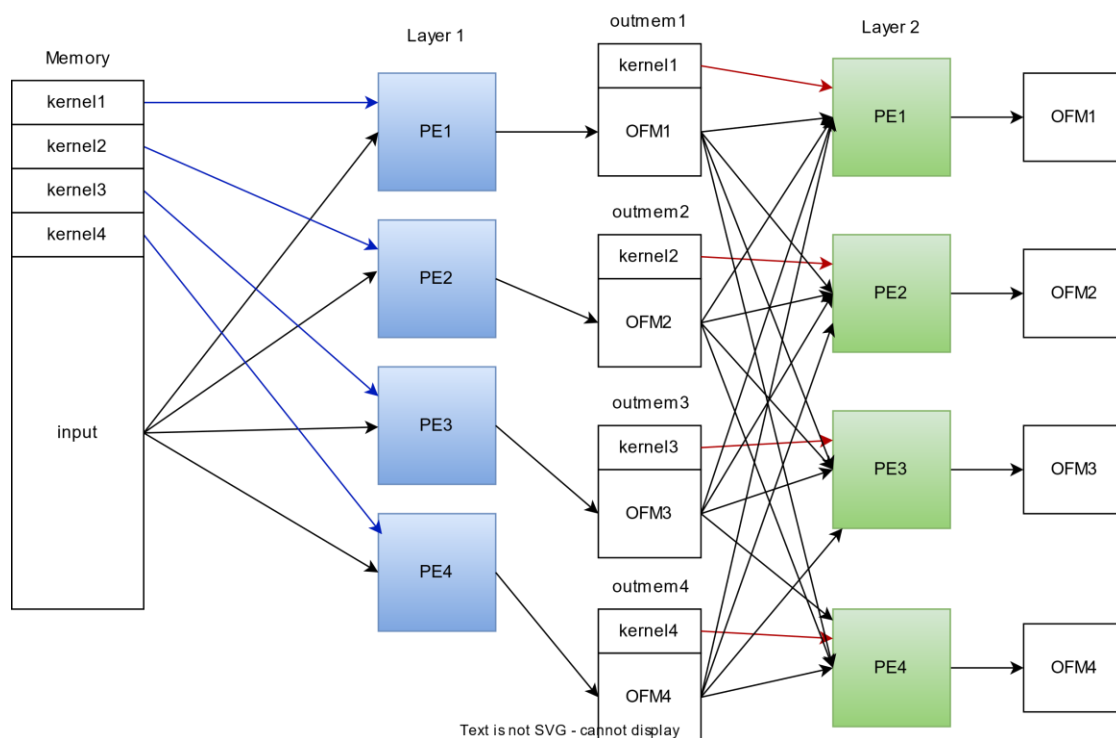 Memory
kernel1
kernel2
kernel3
kernel4
input
Layer 1
PE1
PE2
PE3
PE4
outmem1
kernel1
OFM1
outmem2
kernel2
OFM2
outmem3
kernel3
OFM3
outmem4
kernel4
OFM4
Layer 2
PE1
PE2
PE3
PE4
OFM1
OFM2
OFM3
OFM4
Text is not SVG - cannot display